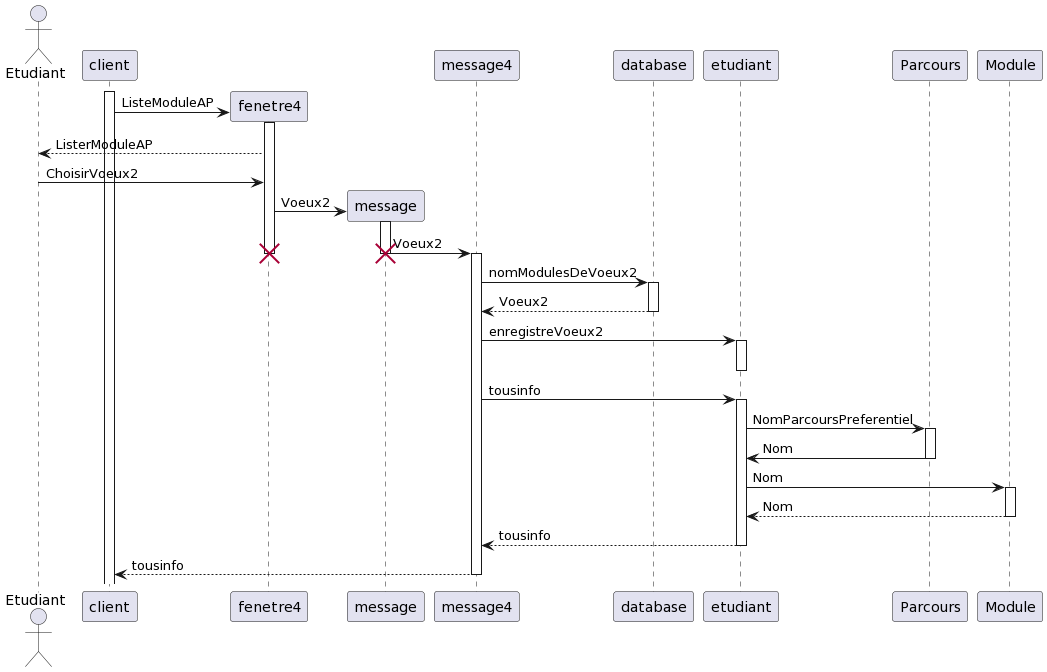 Etudiant
client
message4
database
etudiant
Parcours
Module
ListeModuleAP
fenetre4
ListerModuleAP
ChoisirVoeux2
Voeux2
message
Voeux2
nomModulesDeVoeux2
Voeux2
enregistreVoeux2
tousinfo
NomParcoursPreferentiel
Nom
Nom
Nom
tousinfo
tousinfo
Etudiant
client
fenetre4
message
message4
database
etudiant
Parcours
Module